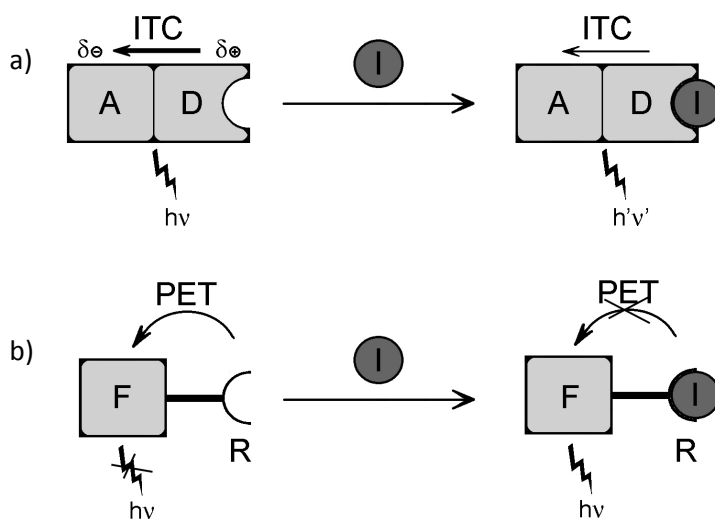 ITC
δ⊖ δ⊕
a)
A D
hν
I
ITC
A D I
h'ν'
PET
b)
F
R
hν
I
PET
F I
R
hν